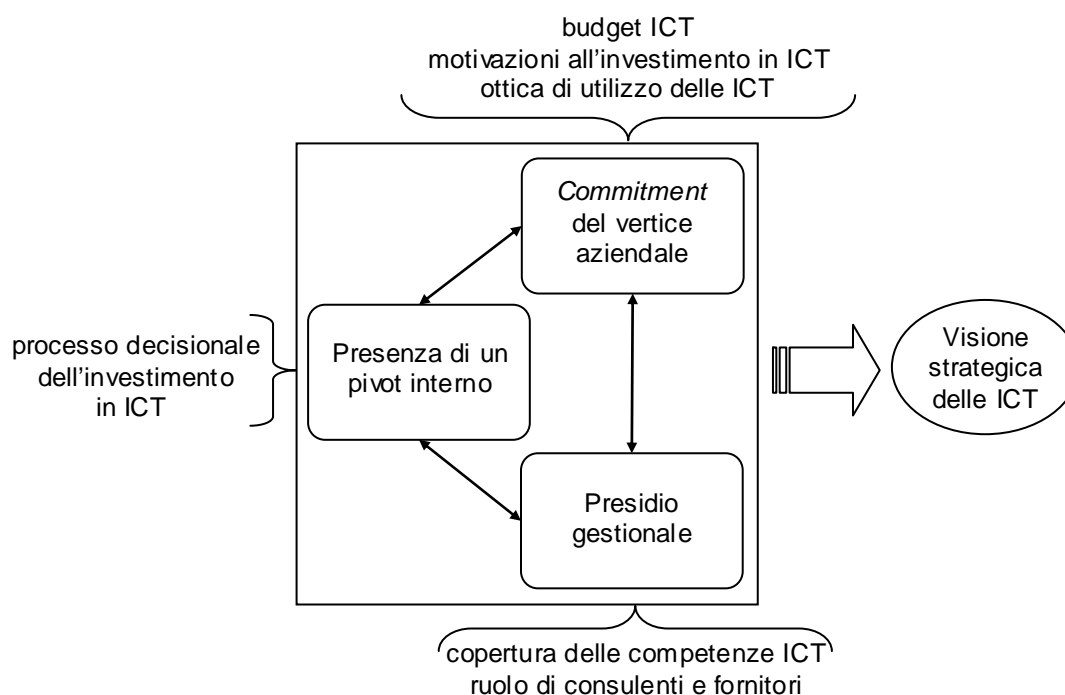 budget ICT
motivazioni all'investimento in ICT
ottica di utilizzo delle ICT
Commitment
del vertice
aziendale
processo decisionale
dell'investimento
in ICT
Presenza di un
pivot interno
Visione
strategica
delle ICT
Presidio
gestionale
copertura delle competenze ICT
ruolo di consulenti e fornitori